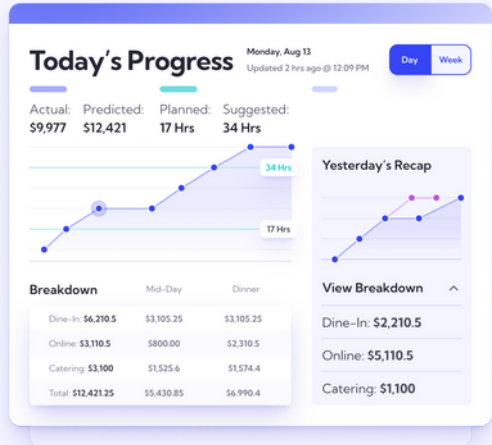 Today's Progress
Monday, Aug 13
Updated 2 hrs ago @ 12:09 PM
Day Week
Actual: Predicted: Planned: Suggested:
$9,977 $12,421 17 Hrs 34 Hrs
34 Hrs
17 Hrs
Breakdown Mid-Day Dinner
Dine-In: $6,210.5 $3,105.25 $3,105.25
Online: $3,110.5 $800.00 $2,310.5
Catering: $3,100 $1,525.6 $1,574.4
Total: $12,421.25 $5,430.85 $6.990.4
Yesterday's Recap
View Breakdown
Dine-In: $2,210.5
Online: $5,110.5
Catering: $1,100